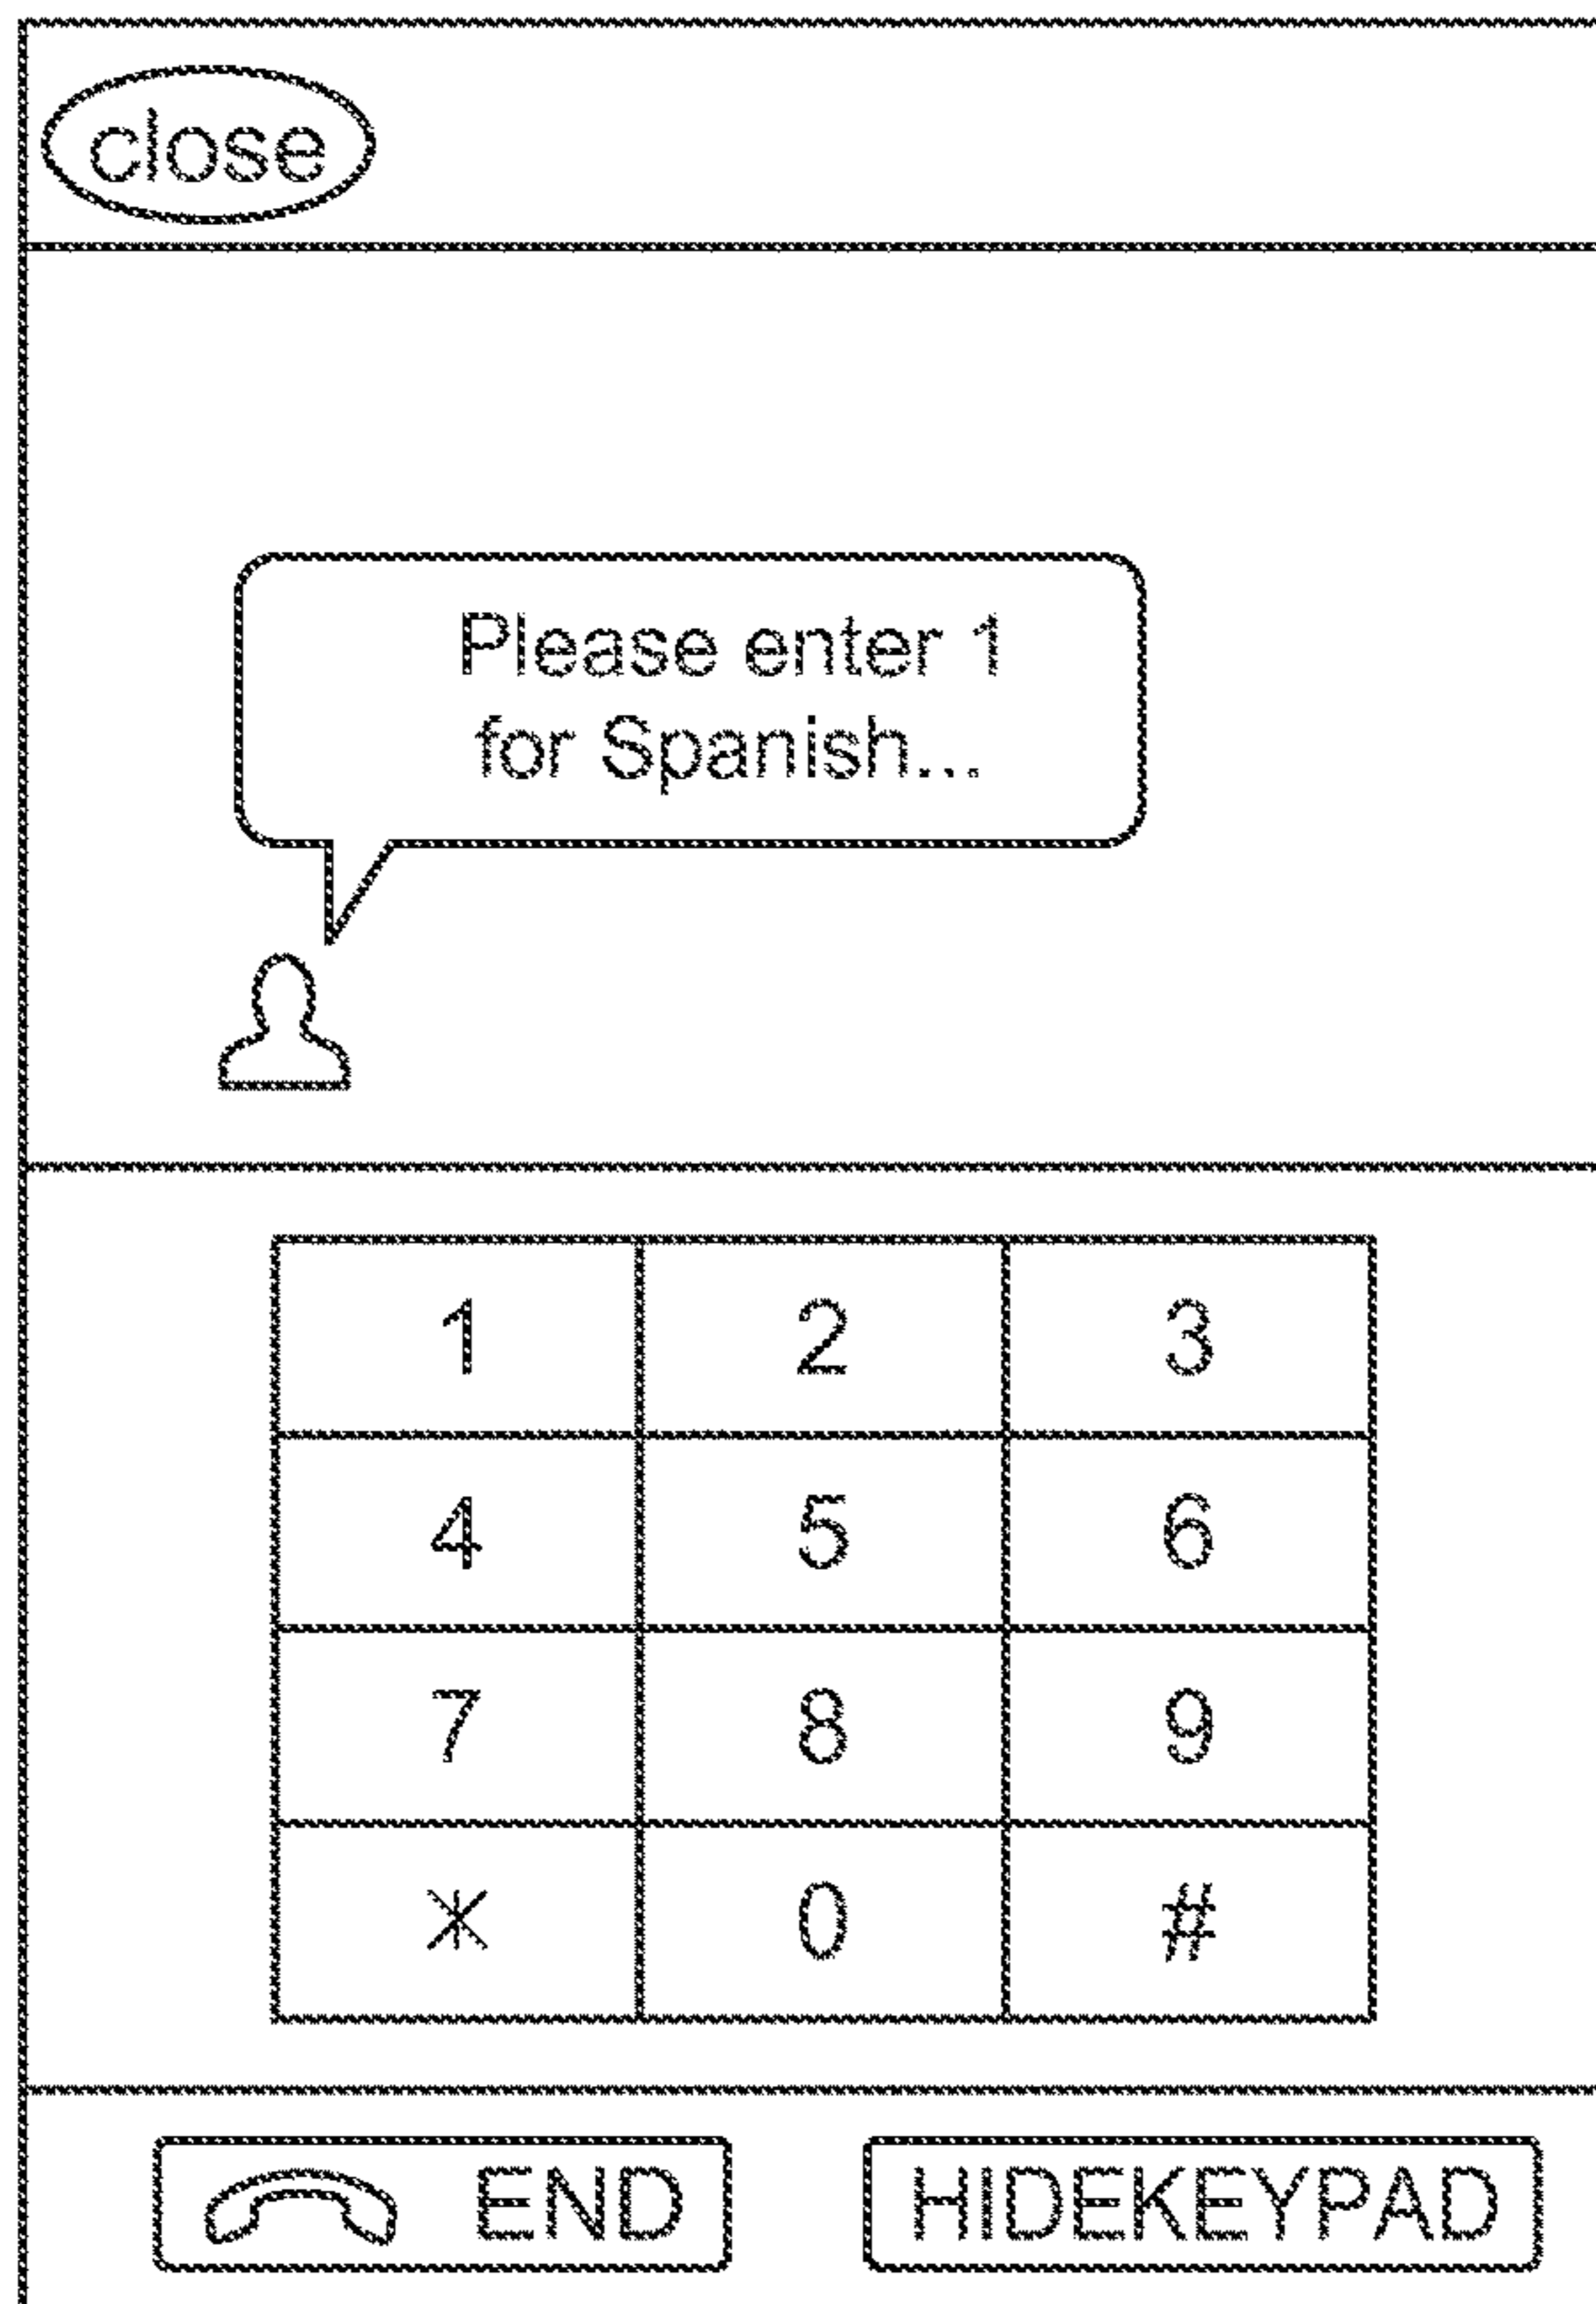 close
Please enter 1
for Spanish...
1 2 3
4 5 6
7 8 9
* 0 #
END HIDEKEYPAD